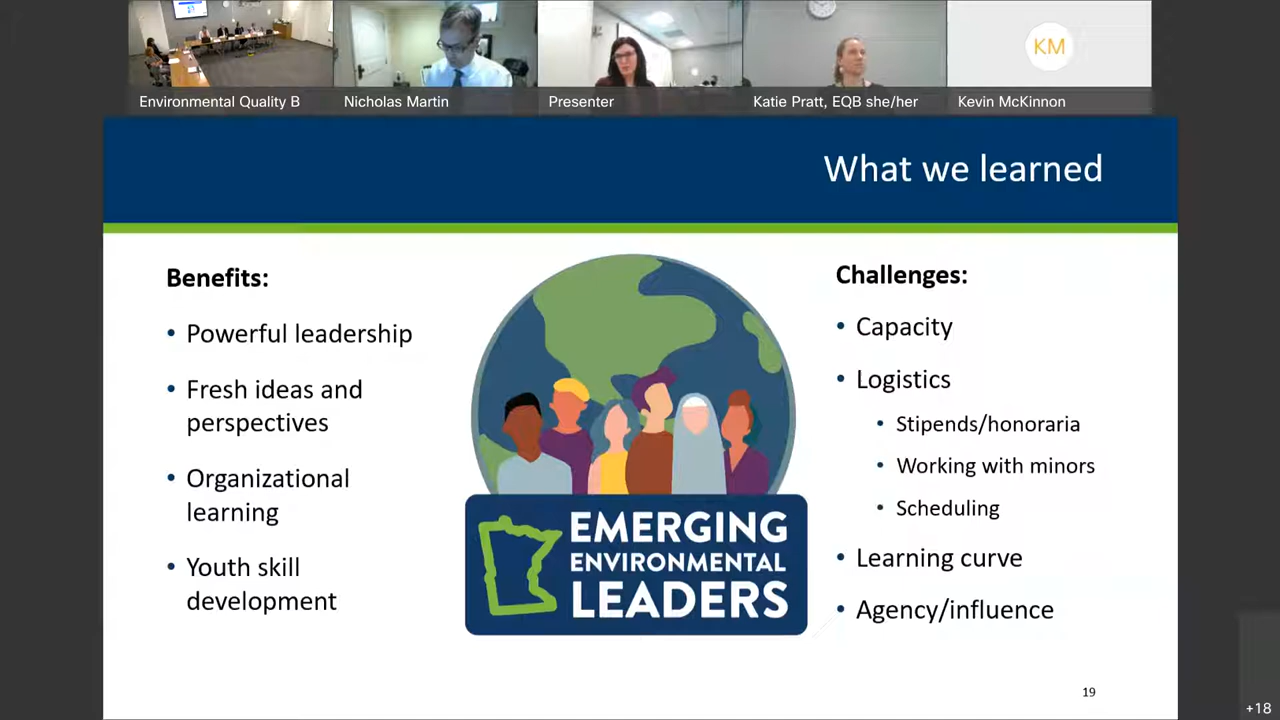 Environmental Quality B
Nicholas Martin
Presenter
Katie Pratt, EQB she/her
KM
Kevin McKinnon
What we learned
Benefits:
• Powerful leadership
• Fresh ideas and
perspectives
• Organizational
learning
• Youth skill
development
EMERGING
ENVIRONMENTAL
LEADERS
Challenges:
• Capacity
• Logistics
• Stipends/honoraria
• Working with minors
• Scheduling
• Learning curve
• Agency/influence
19
+18